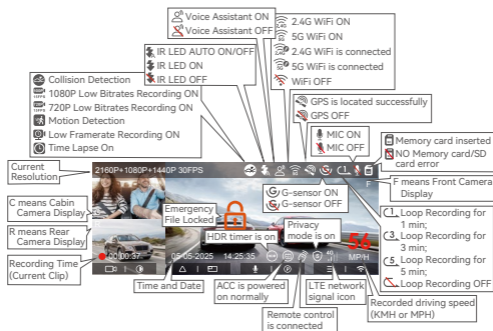 Voice Assistant ON
Voice Assistant OFF
2.4G WiFi ON
5G WiFi ON
2.4G WiFi is connected
5G WiFi is connected
WiFi OFF
IR LED AUTO ON/OFF
IR LED ON
IR LED OFF
Collision Detection
1080P Low Bitrates Recording ON
720P Low Bitrates Recording ON
Motion Detection
Low Framerate Recording ON
Time Lapse On
GPS is located successfully
GPS OFF
MIC ON
MIC OFF
Memory card inserted
NO Memory card/SD
card error
Current
Resolution
2160P+1080P+1440P 30FPS
F means Front Camera
Display
F
C means Cabin
Camera Display
R means Rear
Camera Display
Emergency
File Locked
G-sensor ON
G-sensor OFF
Loop Recording for
1 min;
Loop Recording for
3 min;
Loop Recording for
5 min;
Loop Recording OFF
HDR timer is on
Privacy
mode is on
56
MP/H
Recording Time
(Current Clip)
00:00:37
05-05-2025 14:25:35
Time and Date
ACC is powered
on normally
LTE network
signal icon
Recorded driving speed
(KMH or MPH)
Remote control
is connected